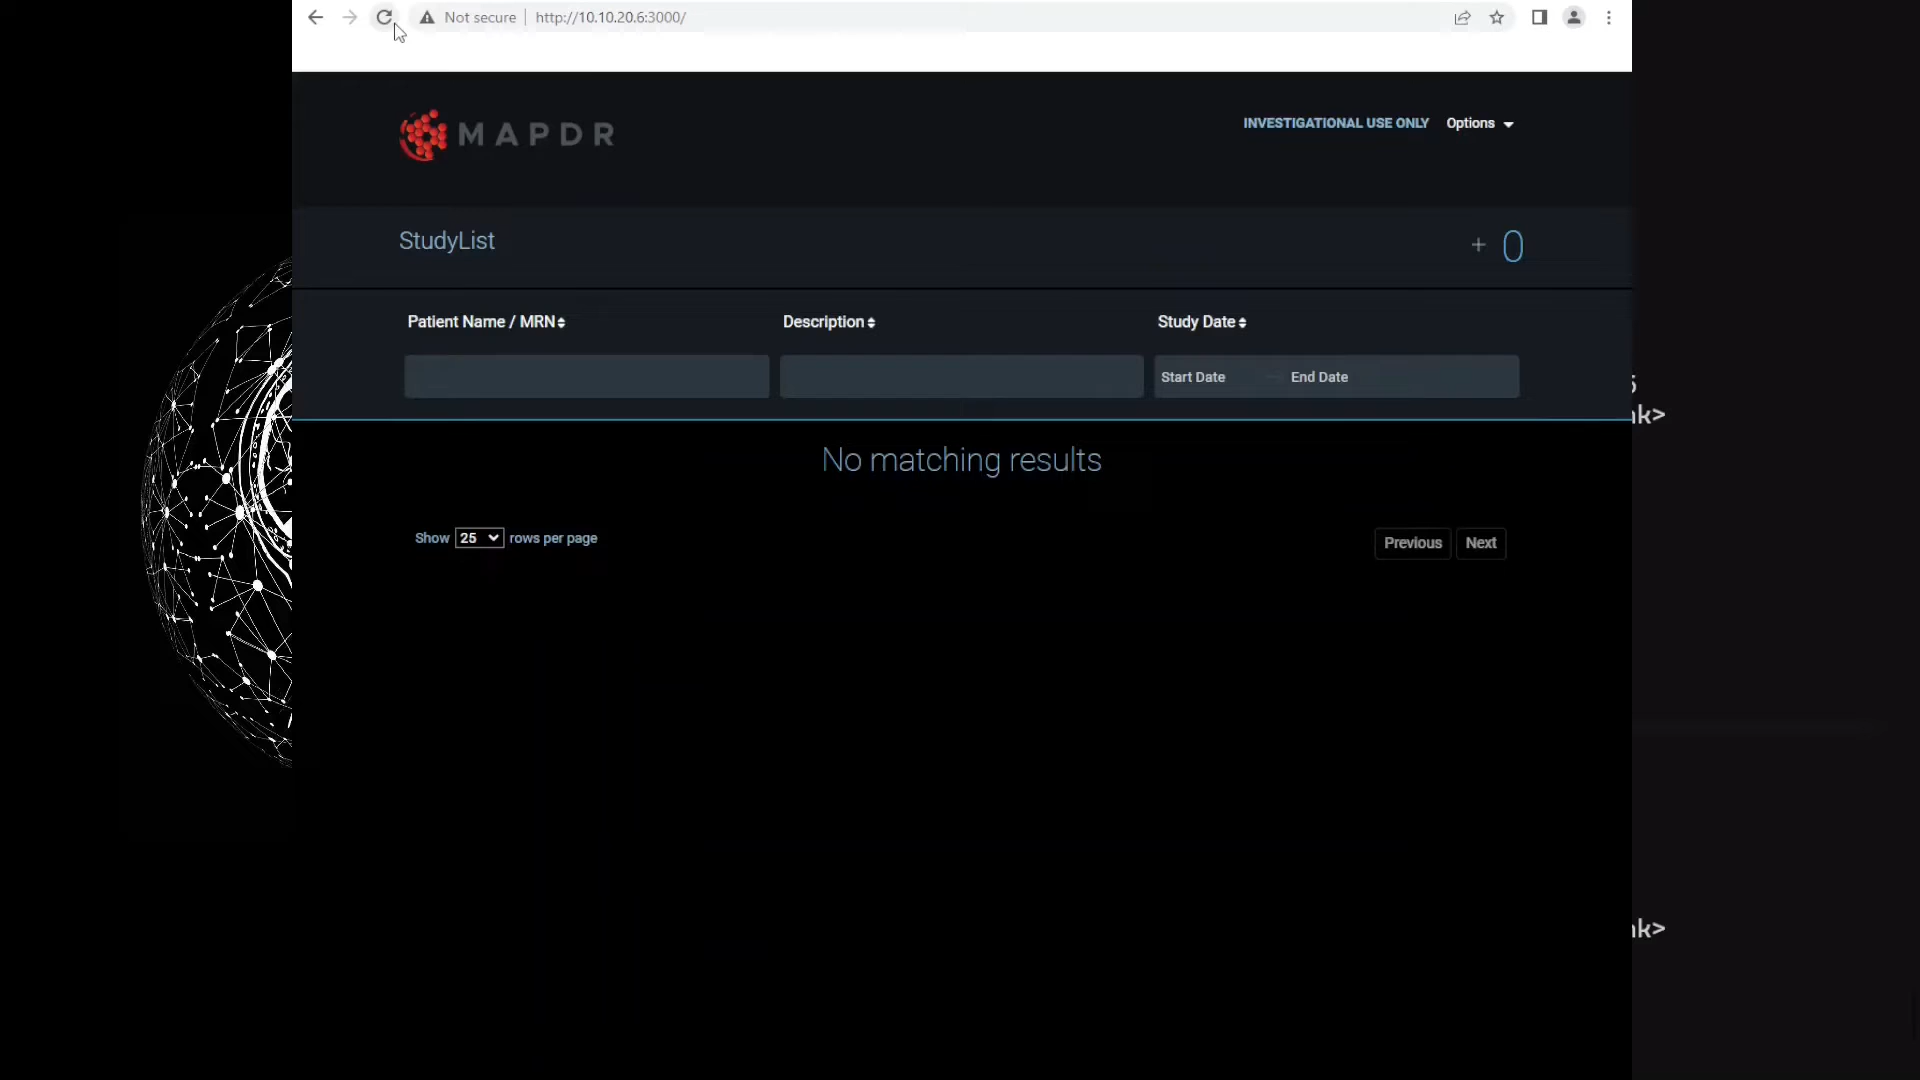 Not secure http://10.10.20.6:3000/
MAPDR
INVESTIGATIONAL USE ONLY Options
StudyList
+ 0
Patient Name / MRN Description Study Date
Start Date End Date
No matching results
Show 25 rows per page
Previous Next